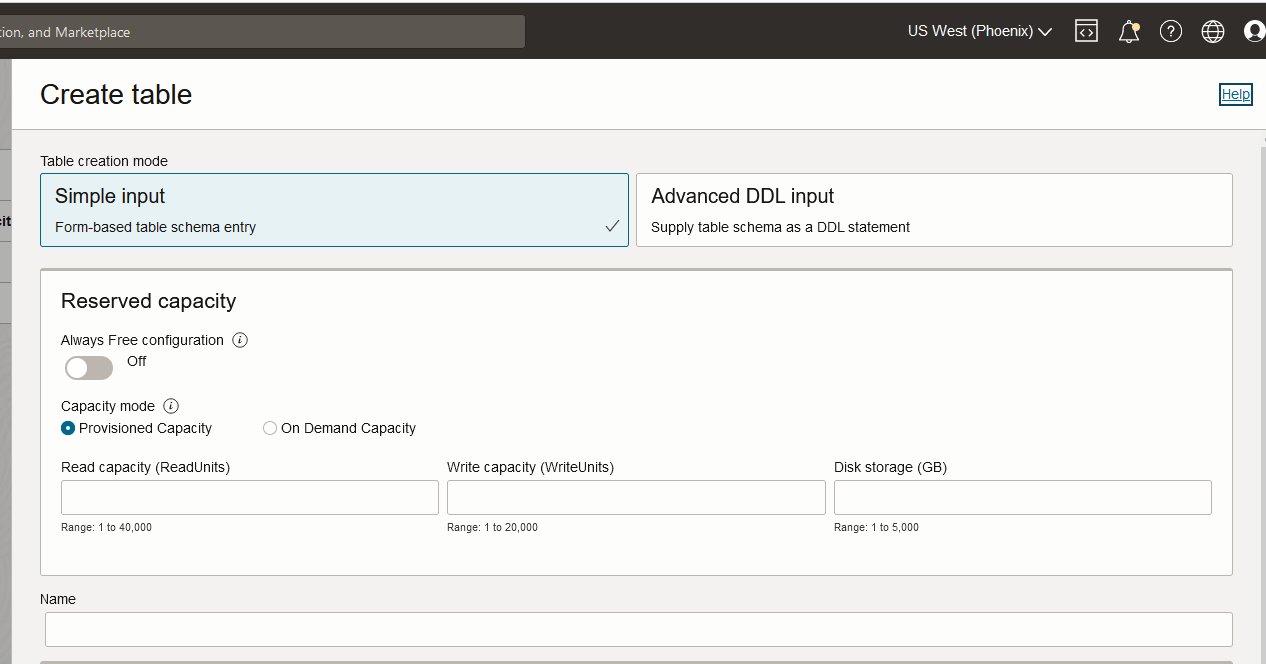 tion, and Marketplace
US West (Phoenix)
Create table
Help
Table creation mode
Simple input
Form-based table schema entry
Advanced DDL input
Supply table schema as a DDL statement
cit
Reserved capacity
Always Free configuration
Off
Capacity mode
Provisioned Capacity
On Demand Capacity
Read capacity (ReadUnits)
Write capacity (WriteUnits)
Disk storage (GB)
Range: 1 to 40,000
Range: 1 to 20,000
Range: 1 to 5,000
Name